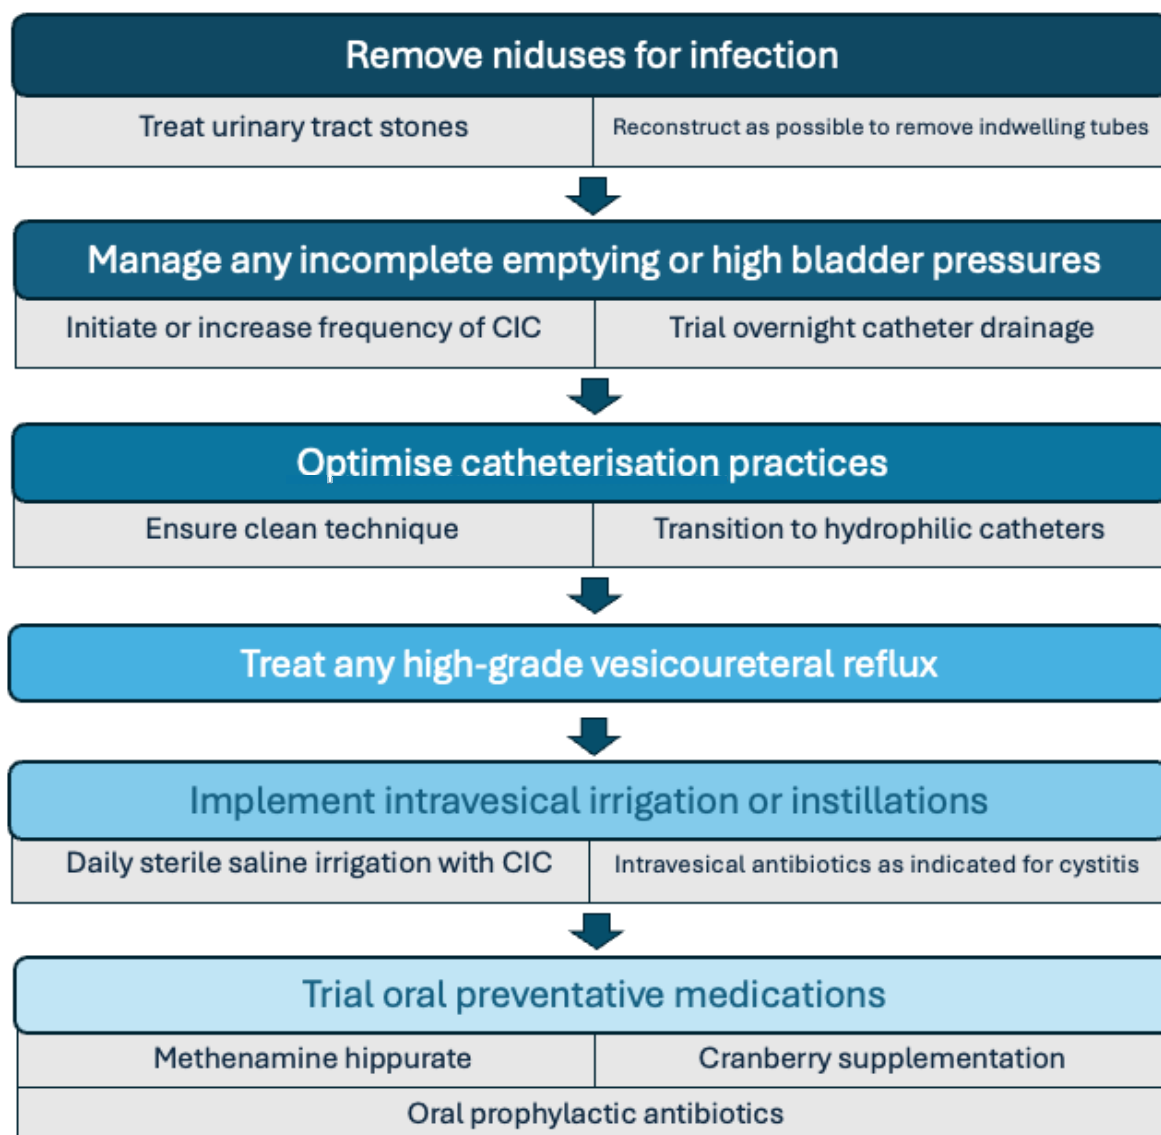 Remove niduses for infection
Treat urinary tract stones
Reconstruct as possible to remove indwelling tubes
Manage any incomplete emptying or high bladder pressures
Initiate or increase frequency of CIC
Trial overnight catheter drainage
Optimise catheterisation practices
Ensure clean technique
Transition to hydrophilic catheters
Treat any high-grade vesicoureteral reflux
Implement intravesical irrigation or instillations
Daily sterile saline irrigation with CIC
Intravesical antibiotics as indicated for cystitis
Trial oral preventative medications
Methenamine hippurate
Cranberry supplementation
Oral prophylactic antibiotics